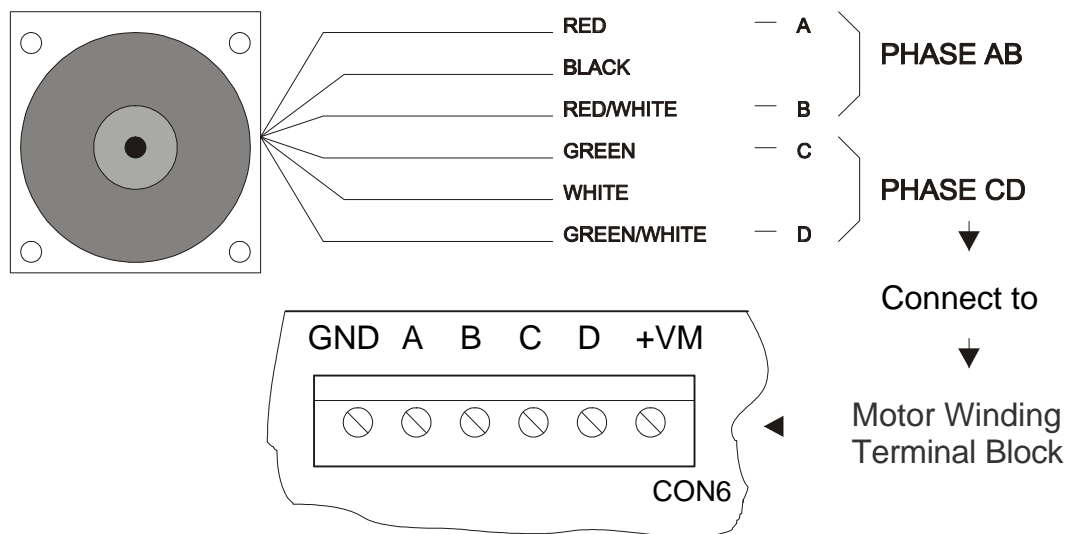 RED — A
BLACK
RED/WHITE — B
PHASE AB
GREEN — C
WHITE
GREEN/WHITE — D
PHASE CD
Connect to
Motor Winding
Terminal Block
GND A B C D +VM
CON6